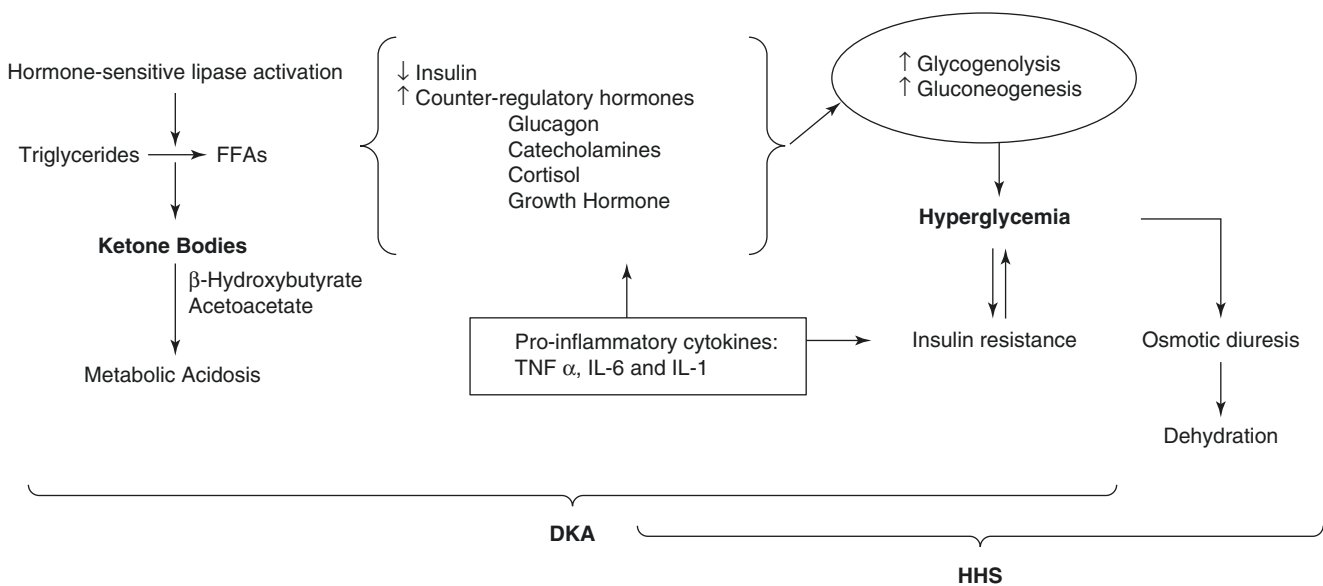 Hormone-sensitive lipase activation
Triglycerides
FFAs
Ketone Bodies
β-Hydroxybutyrate
Acetoacetate
Metabolic Acidosis
↓ Insulin
↑ Counter-regulatory hormones
Glucagon
Catecholamines
Cortisol
Growth Hormone
Pro-inflammatory cytokines:
TNF α, IL-6 and IL-1
↑ Glycogenolysis
↑ Gluconeogenesis
Hyperglycemia
Insulin resistance
Osmotic diuresis
Dehydration
DKA
HHS